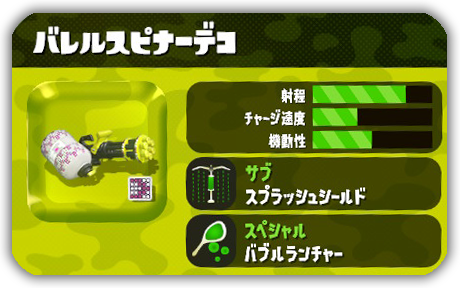 バレルスピナーデコ
射程
チャージ速度
機動性
サブ
スプラッシュシールド
スペシャル
バブルランチャー